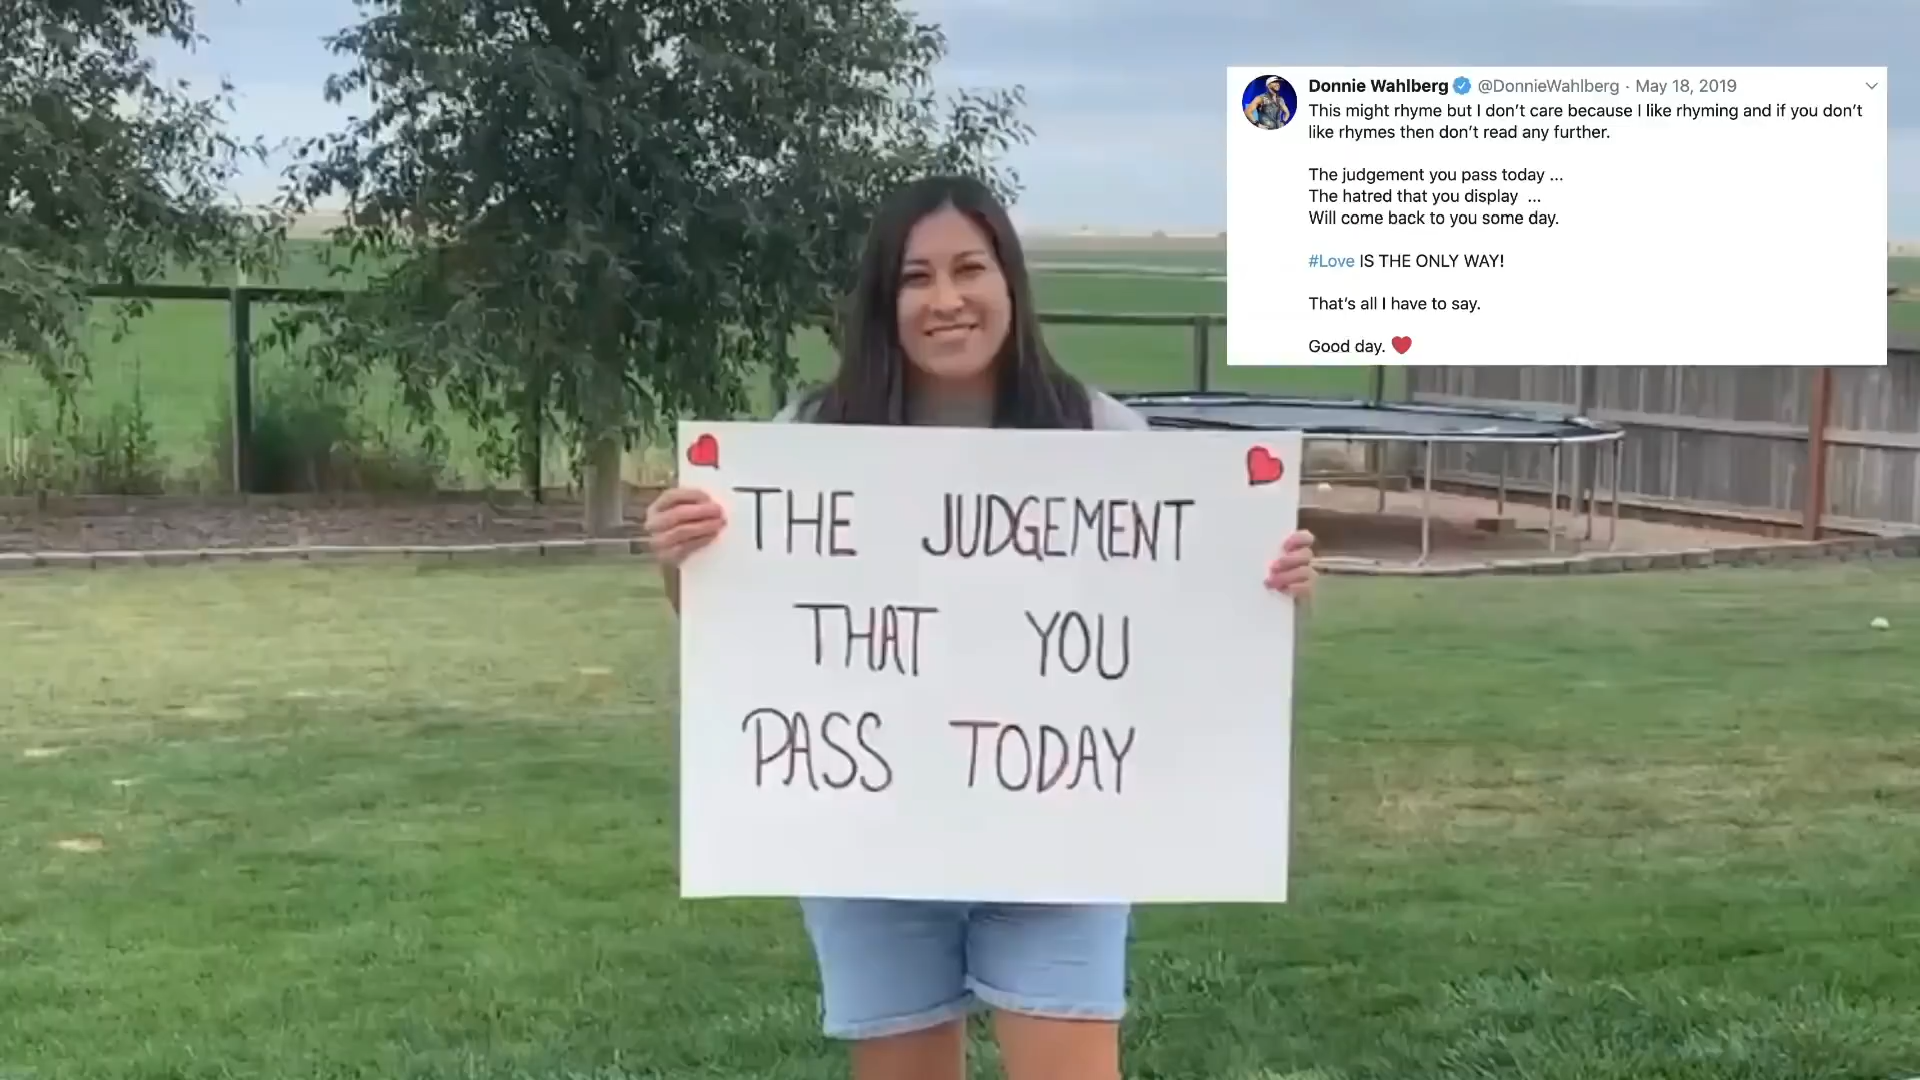 Donnie Wahlberg @DonnieWahlberg · May 18, 2019
This might rhyme but I don't care because I like rhyming and if you don't
like rhymes then don't read any further.
The judgement you pass today ...
The hatred that you display ...
Will come back to you some day.
#Love IS THE ONLY WAY!
That's all I have to say.
Good day. ❤️
THE JUDGEMENT
THAT YOU
PASS TODAY